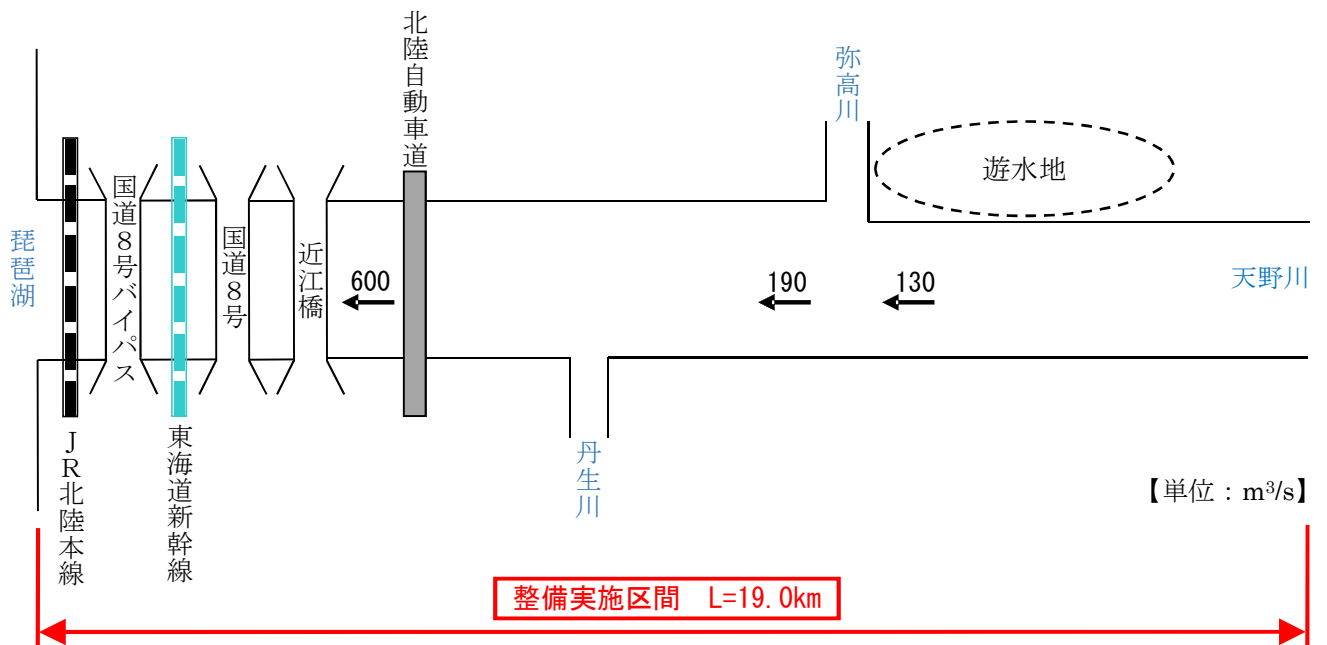 北陸自動車道
弥高川
遊水地
国道8号バイパス
国道8号
近江橋
琵琶湖
600
190
130
天野川
丹生川
JR北陸本線
東海道新幹線
【単位：m³/s】
整備実施区間　L=19.0km